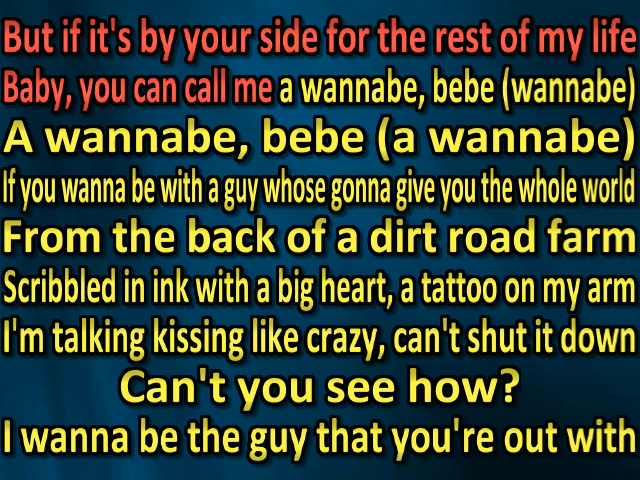 But if it's by your side for the rest of my life
Baby, you can call me a wannabe, bebe (wannabe)
A wannabe, bebe (a wannabe)
If you wanna be with a guy whose gonna give you the whole world
From the back of a dirt road farm
Scribbled in ink with a big heart, a tattoo on my arm
I'm talking kissing like crazy, can't shut it down
Can't you see how?
I wanna be the guy that you're out with